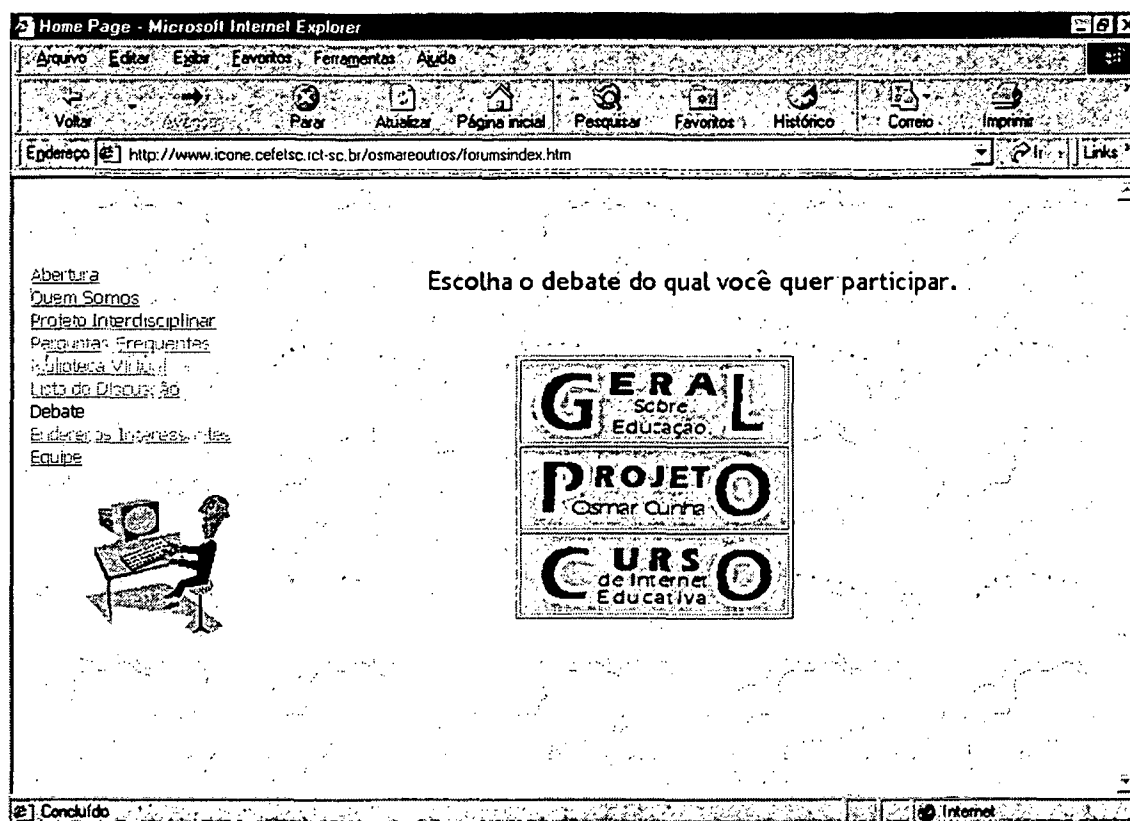 Home Page - Microsoft Internet Explorer
Arquivo Editar Exibir Favoritos Ferramentas Ajuda
Voltar Avançar Parar Atualizar Página inicial Pesquisar Favoritos Histórico Correio Imprimir
Endereço http://www.icone.cefetsc.rct-sc.br/osmareoutros/forumsindex.htm Ir Links
Abertura
Quem Somos
Projeto Interdisciplinar
Perguntas Frequentes
Biblioteca Virtual
Lista de Discussão
Debate
Endereços Interessantes
Equipe
Escolha o debate do qual você quer participar.
GERAL
Sobre
Educação
PROJETO
Osmar Cunha
CURSO
de Internet
Educativa
Concluído Internet